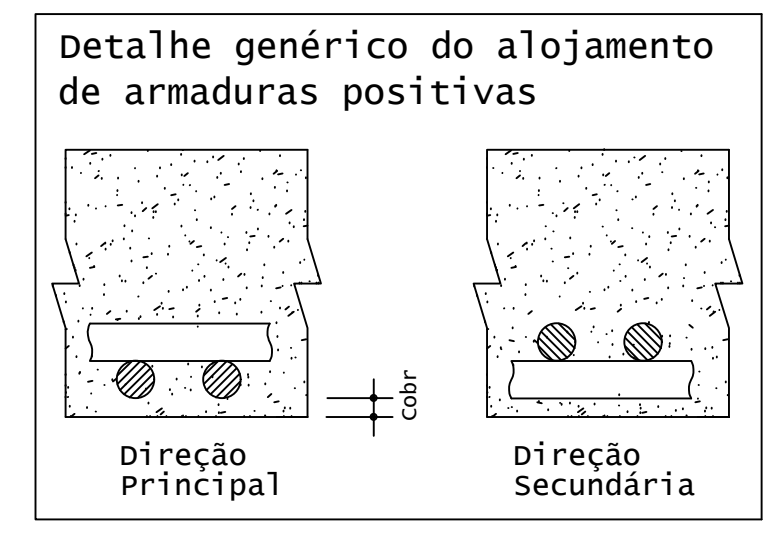 Detalhe genérico do alojamento
de armaduras positivas
Cobr
Direção
Principal
Direção
Secundária